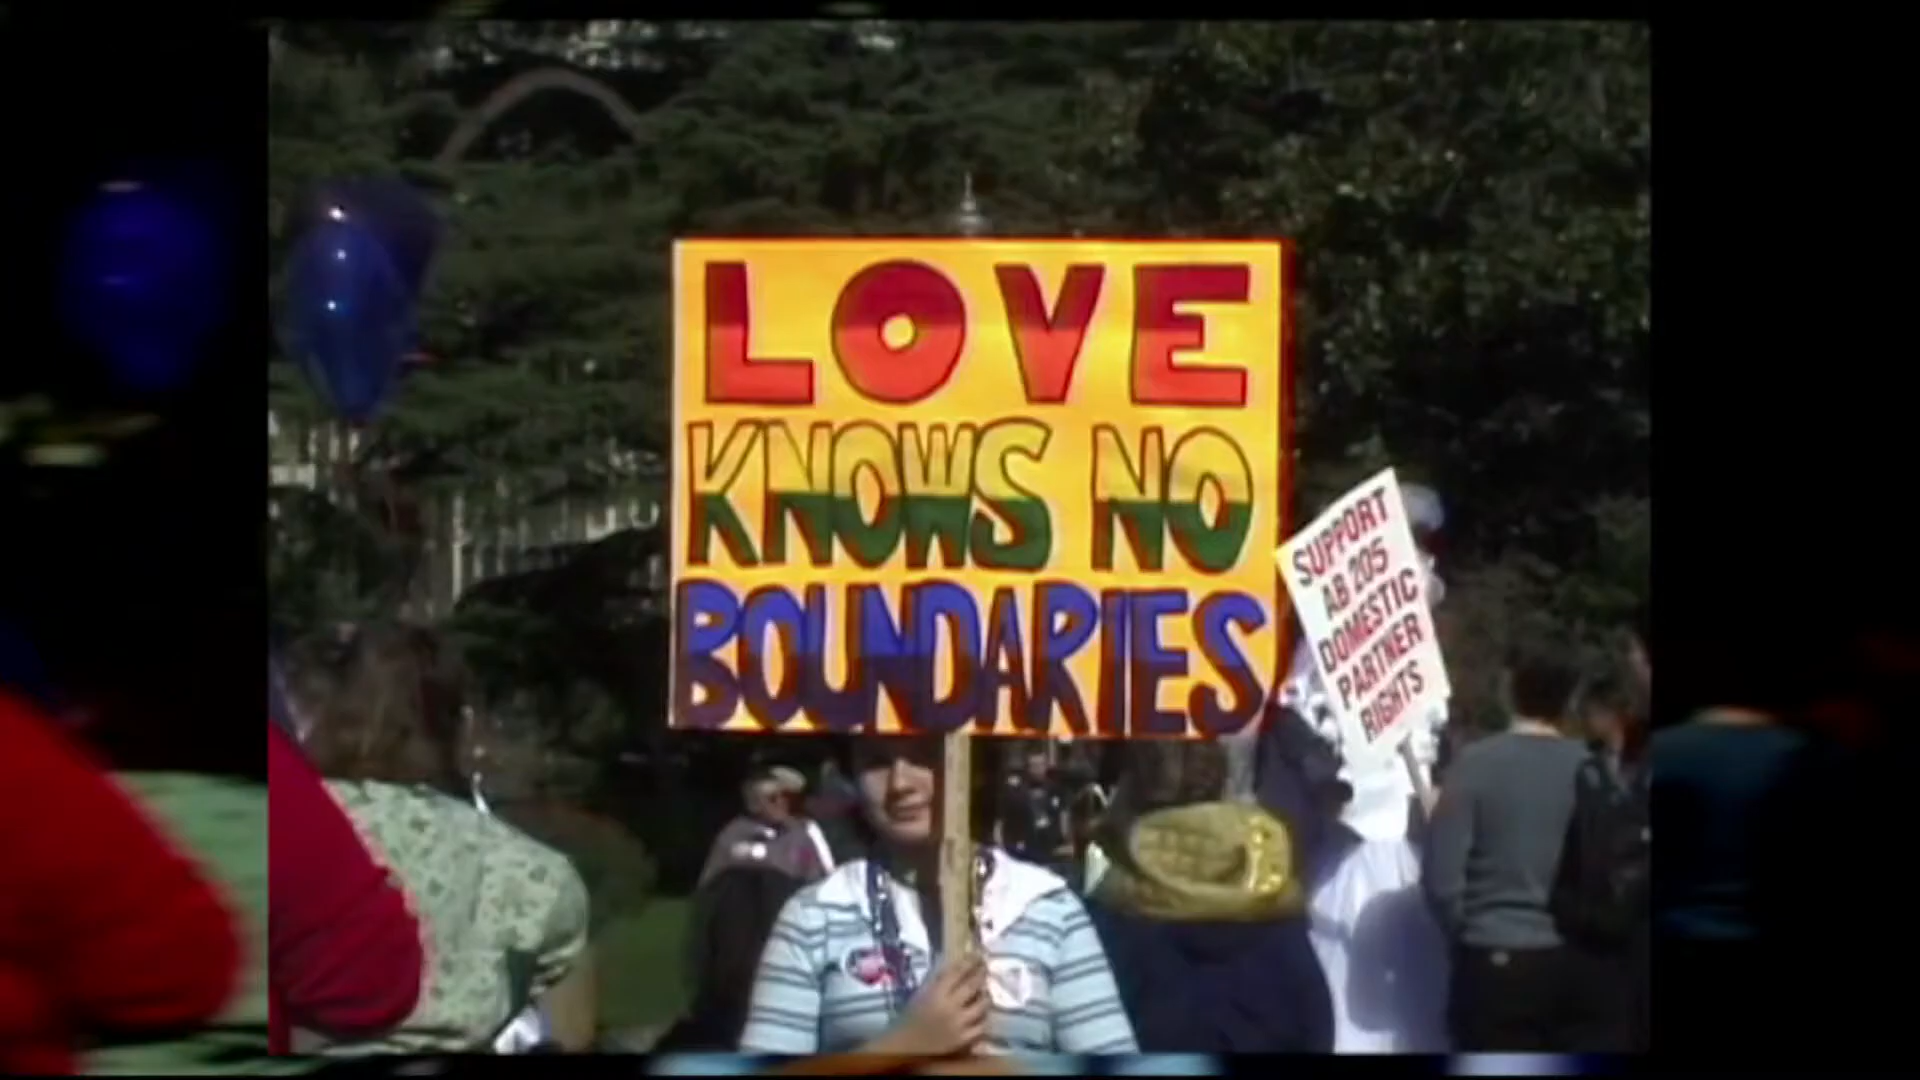 LOVE
KNOWS NO
BOUNDARIES
SUPPORT
AB 205
DOMESTIC
PARTNER
RIGHTS